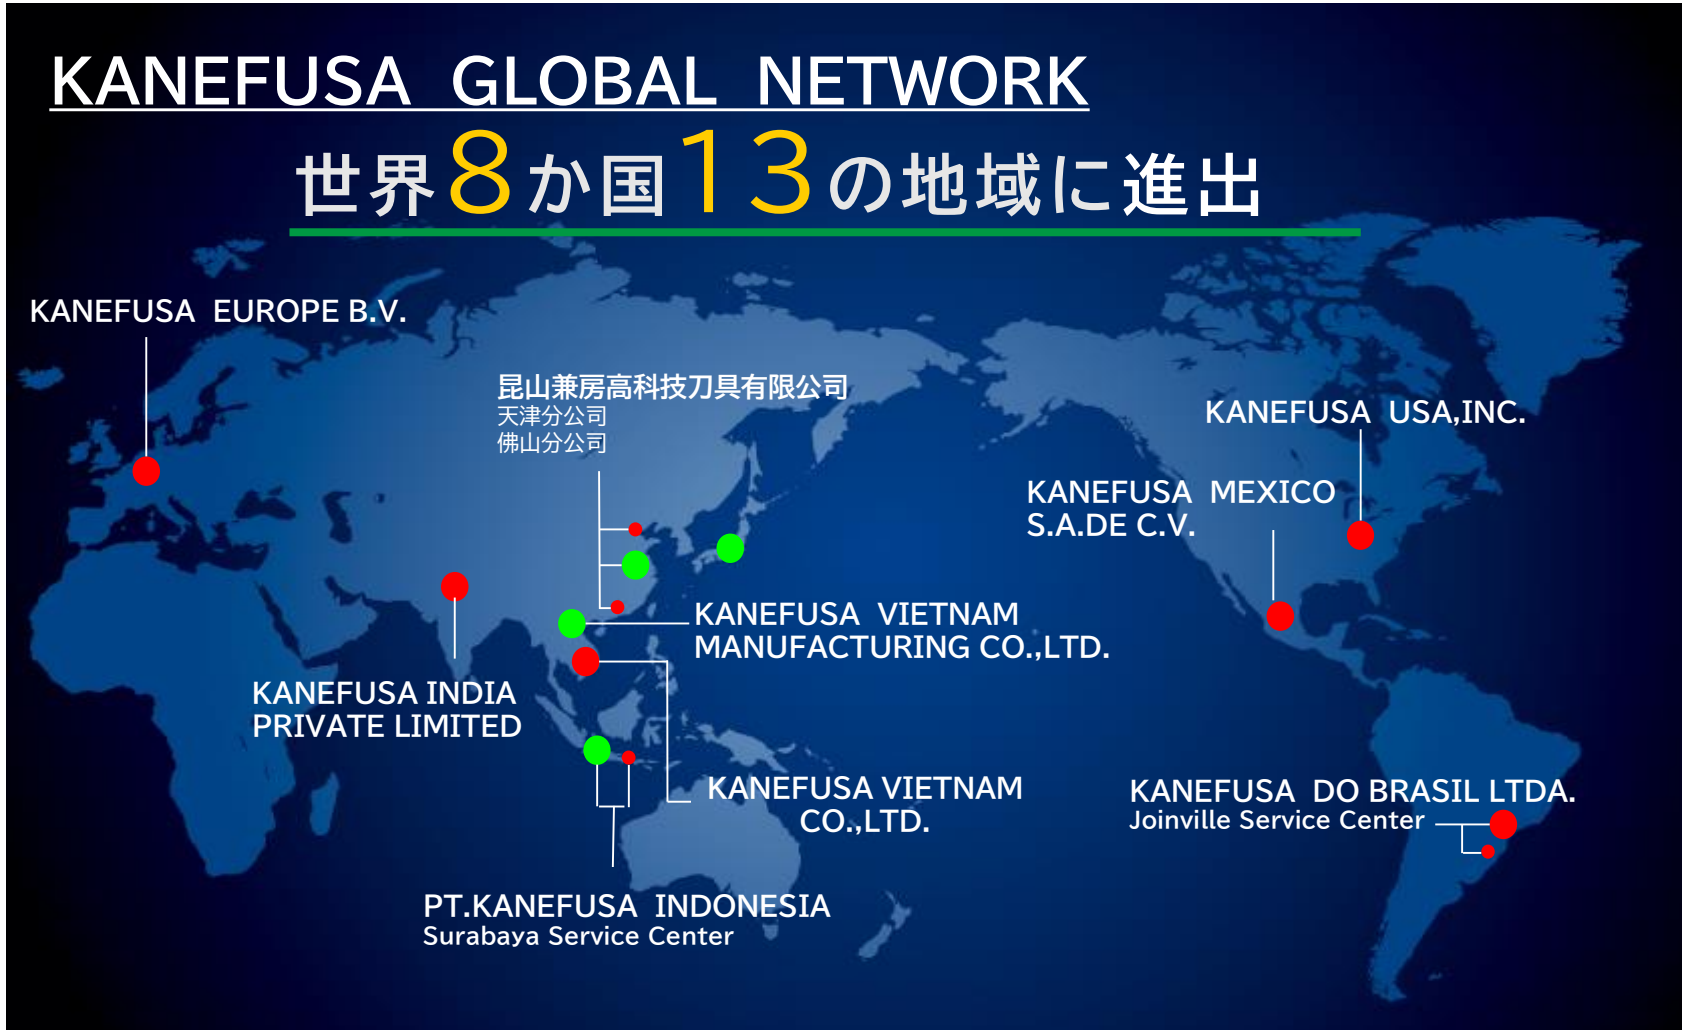 KANEFUSA GLOBAL NETWORK
世界8か国13の地域に進出
KANEFUSA EUROPE B.V.
昆山兼房高科技刀具有限公司
天津分公司
佛山分公司
KANEFUSA USA,INC.
KANEFUSA MEXICO
S.A.DE C.V.
KANEFUSA VIETNAM
MANUFACTURING CO.,LTD.
KANEFUSA INDIA
PRIVATE LIMITED
KANEFUSA VIETNAM
CO.,LTD.
KANEFUSA DO BRASIL LTDA.
Joinville Service Center
PT.KANEFUSA INDONESIA
Surabaya Service Center